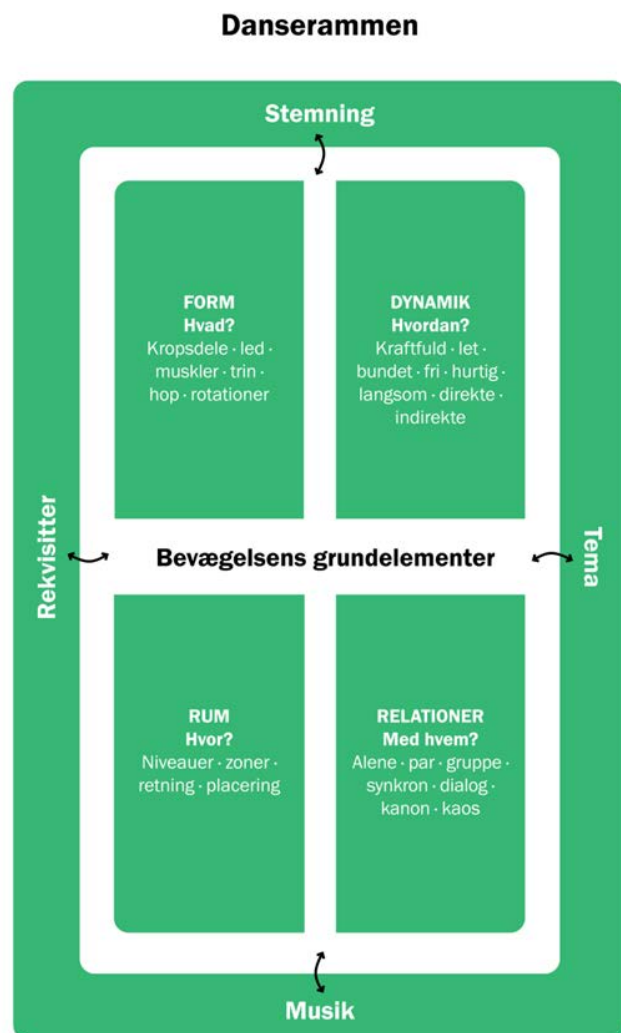 Danserammen
Stemning
FORM
Hvad?
Kropsdele · led ·
muskler · trin ·
hop · rotationer
DYNAMIK
Hvordan?
Kraftfuld · let ·
bundet · fri · hurtig ·
langsom · direkte ·
indirekte
Rekvisitter
Bevægelsens grundelementer
Tema
RUM
Hvor?
Niveauer · zoner ·
retning · placering
RELATIONER
Med hvem?
Alene · par · gruppe ·
synkron · dialog ·
kanon · kaos
Musik